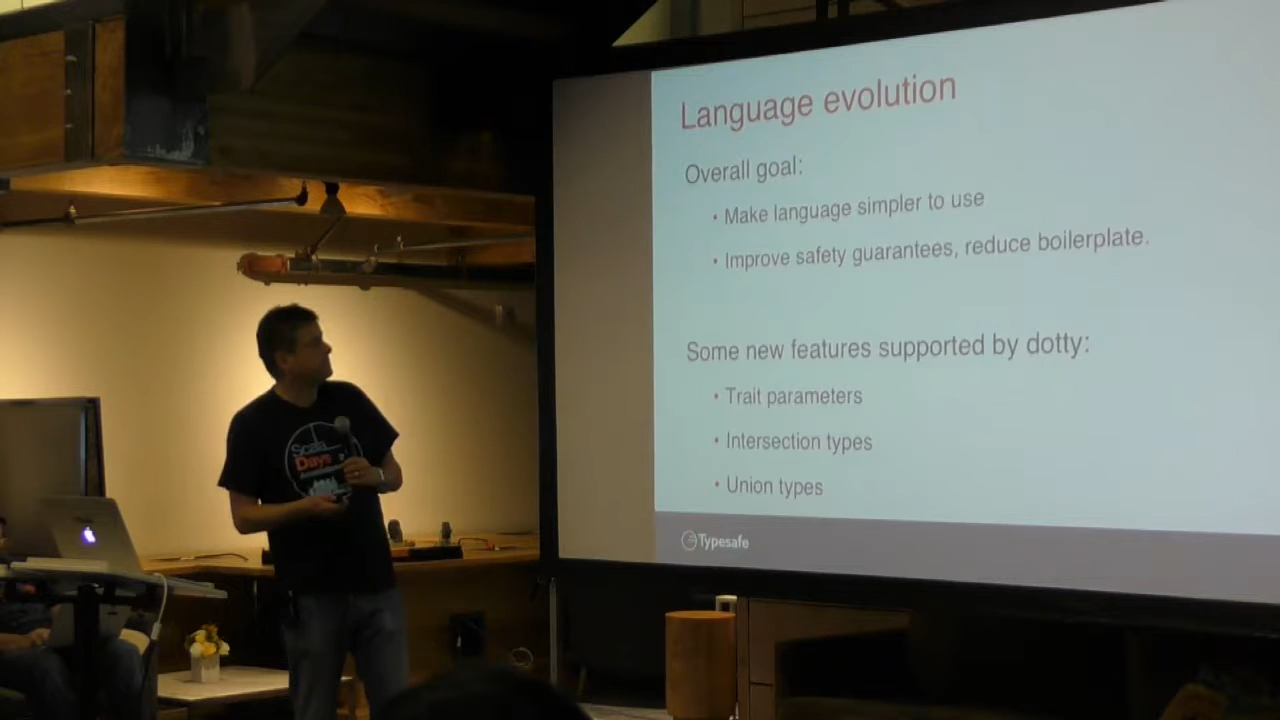 Language evolution
Overall goal:
• Make language simpler to use
• Improve safety guarantees, reduce boilerplate.
Some new features supported by dotty:
• Trait parameters
• Intersection types
• Union types
Typesafe
Scala
Days